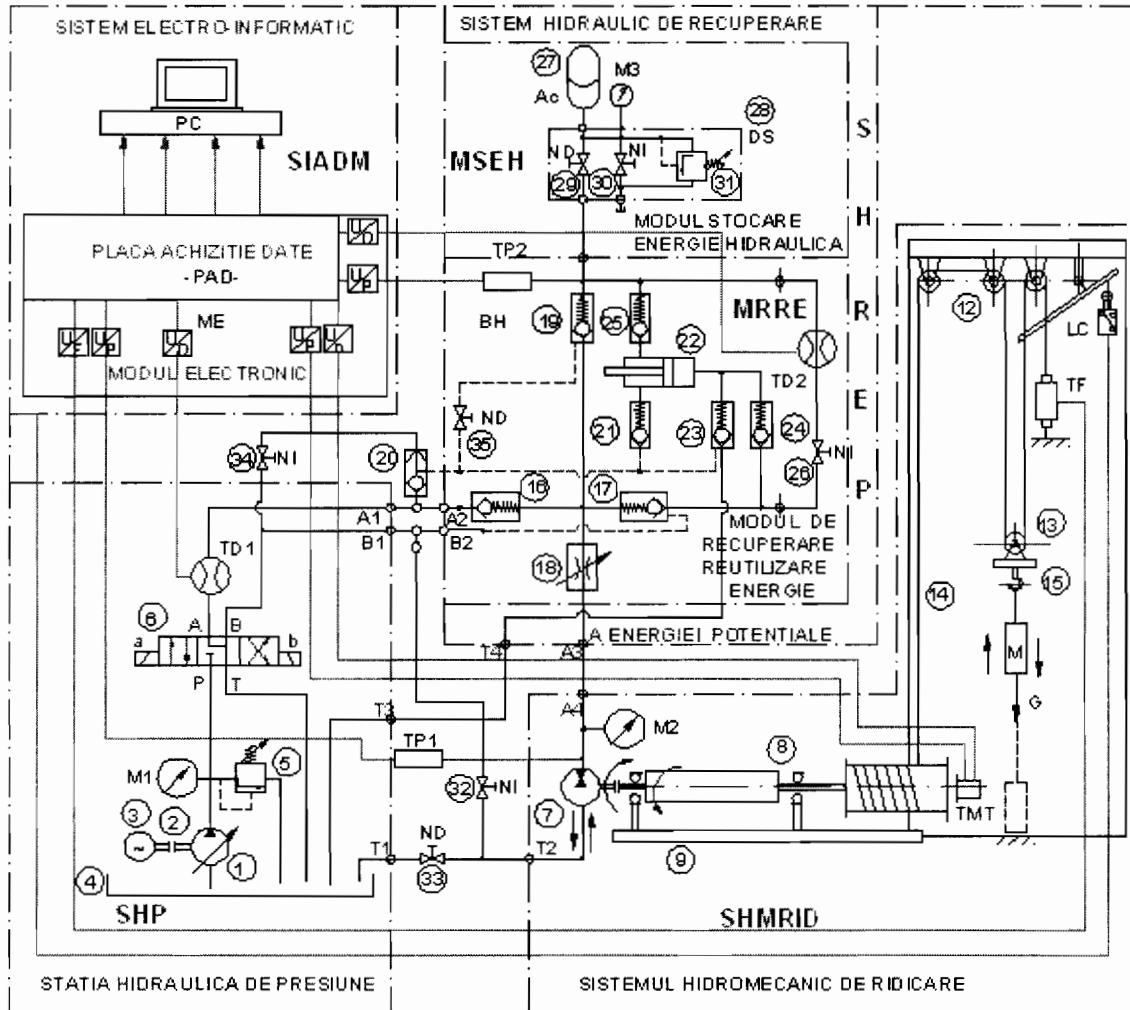 SISTEM ELECTRO-INFORMATIC
PC
SIADM
PLACA ACHIZITIE DATE
-PAD-
ME
MODUL ELECTRONIC
SISTEM HIDRAULIC DE RECUPERARE
27
Ac
M3
28
DS
ND
NI
29
30
31
MSEH
MODUL STOCARE
ENERGIE HIDRAULICA
S
H
R
E
P
TP2
BH
19
25
MRRE
22
TD2
ND
35
21
23
24
26
NI
34
NI
20
16
17
A1
A2
B1
B2
MODUL DE
RECUPERARE
REUTILIZARE
ENERGIE
18
A ENERGIEI POTENTIALE
T4
A3
12
LC
TF
13
14
15
M
G
TD1
6
A
B
a
b
P
T
T3
TP1
A4
M2
M1
5
3
2
1
4
32
NI
ND
33
T1
T2
7
8
9
TMT
SHP
SHMRID
STATIA HIDRAULICA DE PRESIUNE
SISTEMUL HIDROMECANIC DE RIDICARE